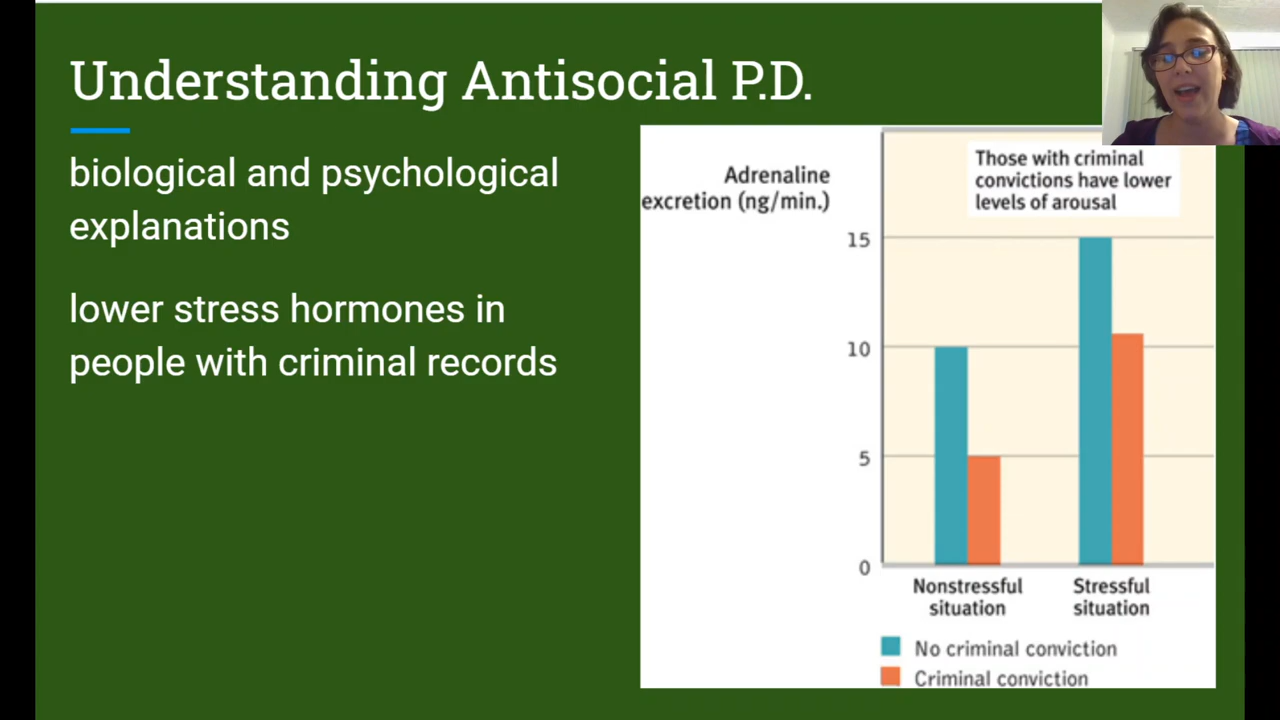 Understanding Antisocial P.D.
biological and psychological
explanations
lower stress hormones in
people with criminal records
Adrenaline
excretion (ng/min.)
Those with criminal
convictions have lower
levels of arousal
15
10
5
0
Nonstressful
situation
Stressful
situation
No criminal conviction
Criminal conviction